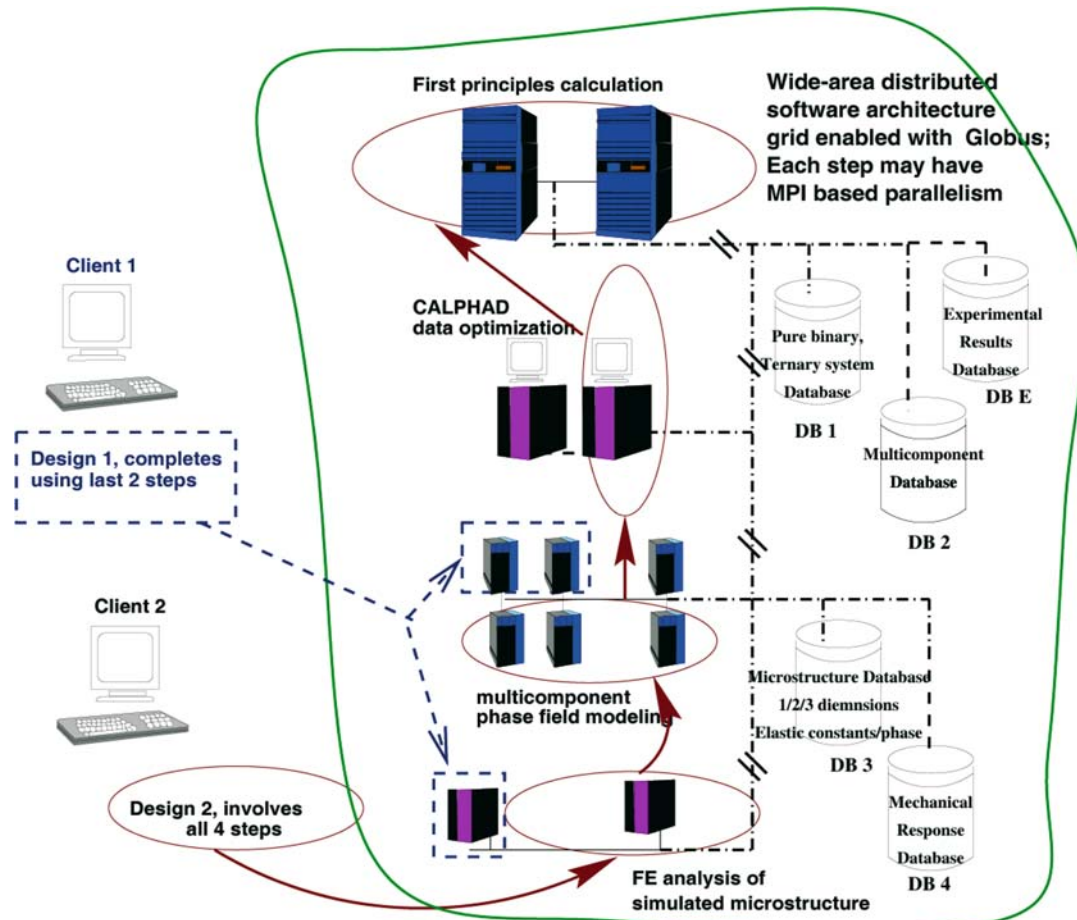 First principles calculation
Wide-area distributed
software architecture
grid enabled with Globus;
Each step may have
MPI based parallelism
Client 1
CALPHAD
data optimization
Pure binary,
Ternary system
Database
DB 1
Experimental
Results
Database
DB E
Multicomponent
Database
DB 2
Design 1, completes
using last 2 steps
Client 2
multicomponent
phase field modeling
Microstructure Database
1/2/3 diemnsions
Elastic constants/phase
DB 3
Mechanical
Response
Database
DB 4
Design 2, involves
all 4 steps
FE analysis of
simulated microstructure